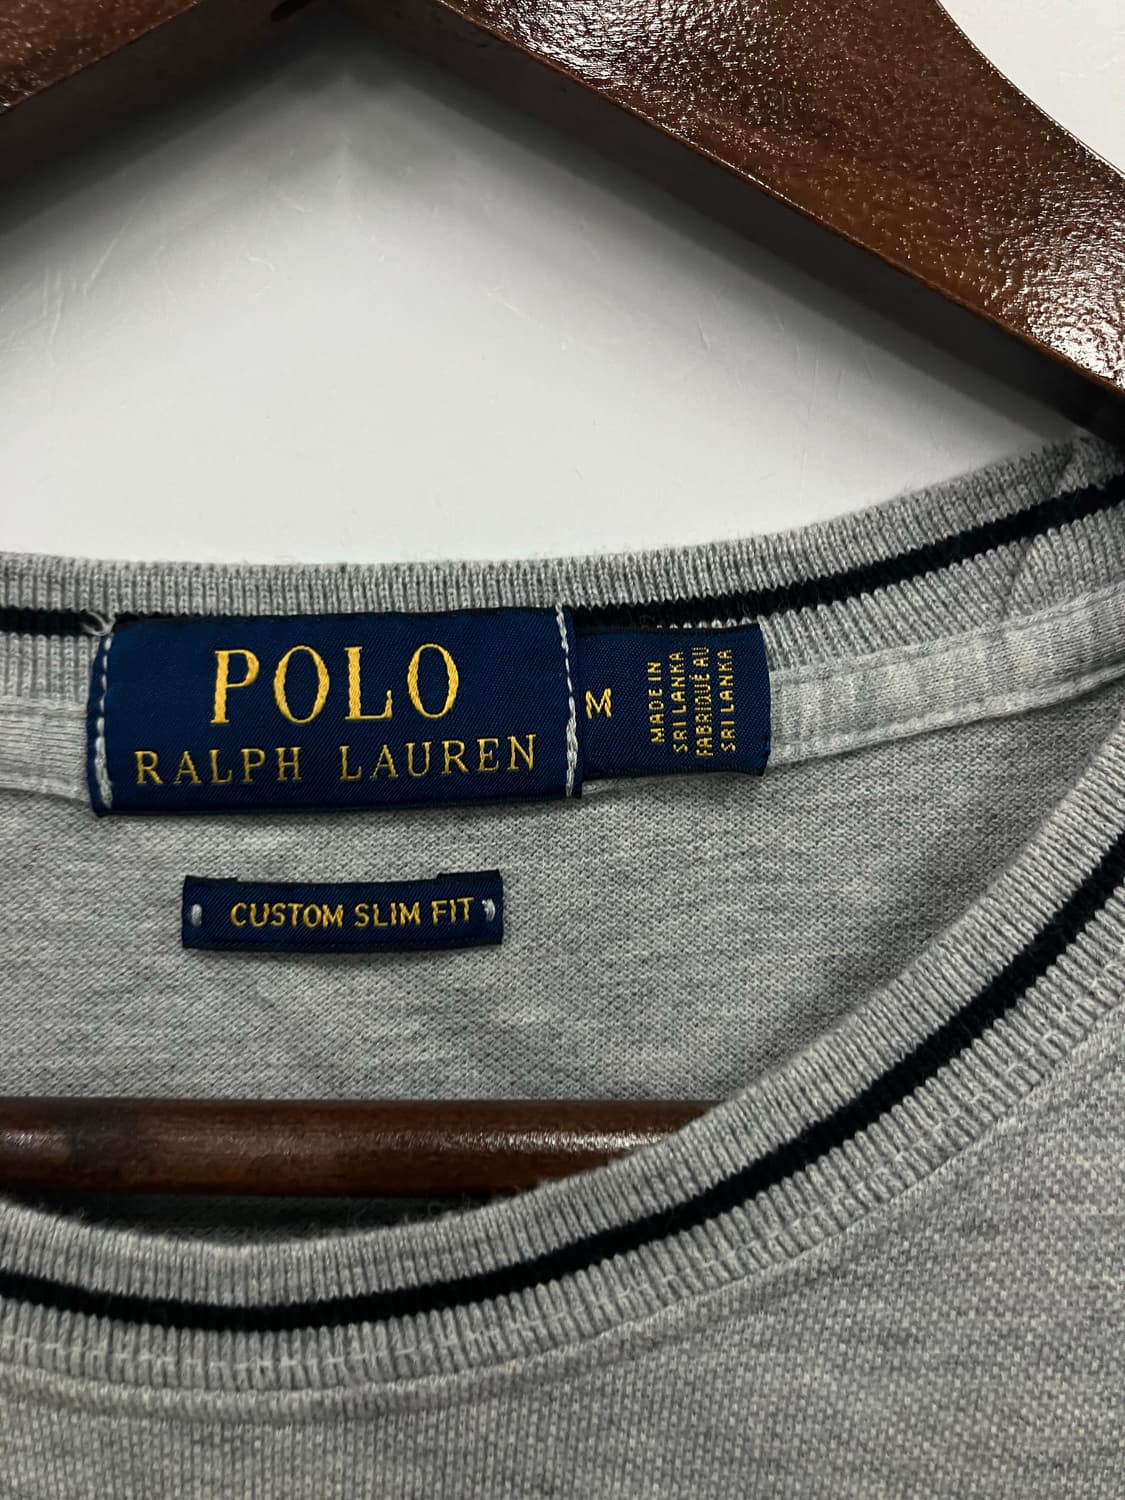 POLO
RALPH LAUREN
M
MADE IN
SRI LANKA
FABRIQUÉ AU
SRI LANKA
CUSTOM SLIM FIT